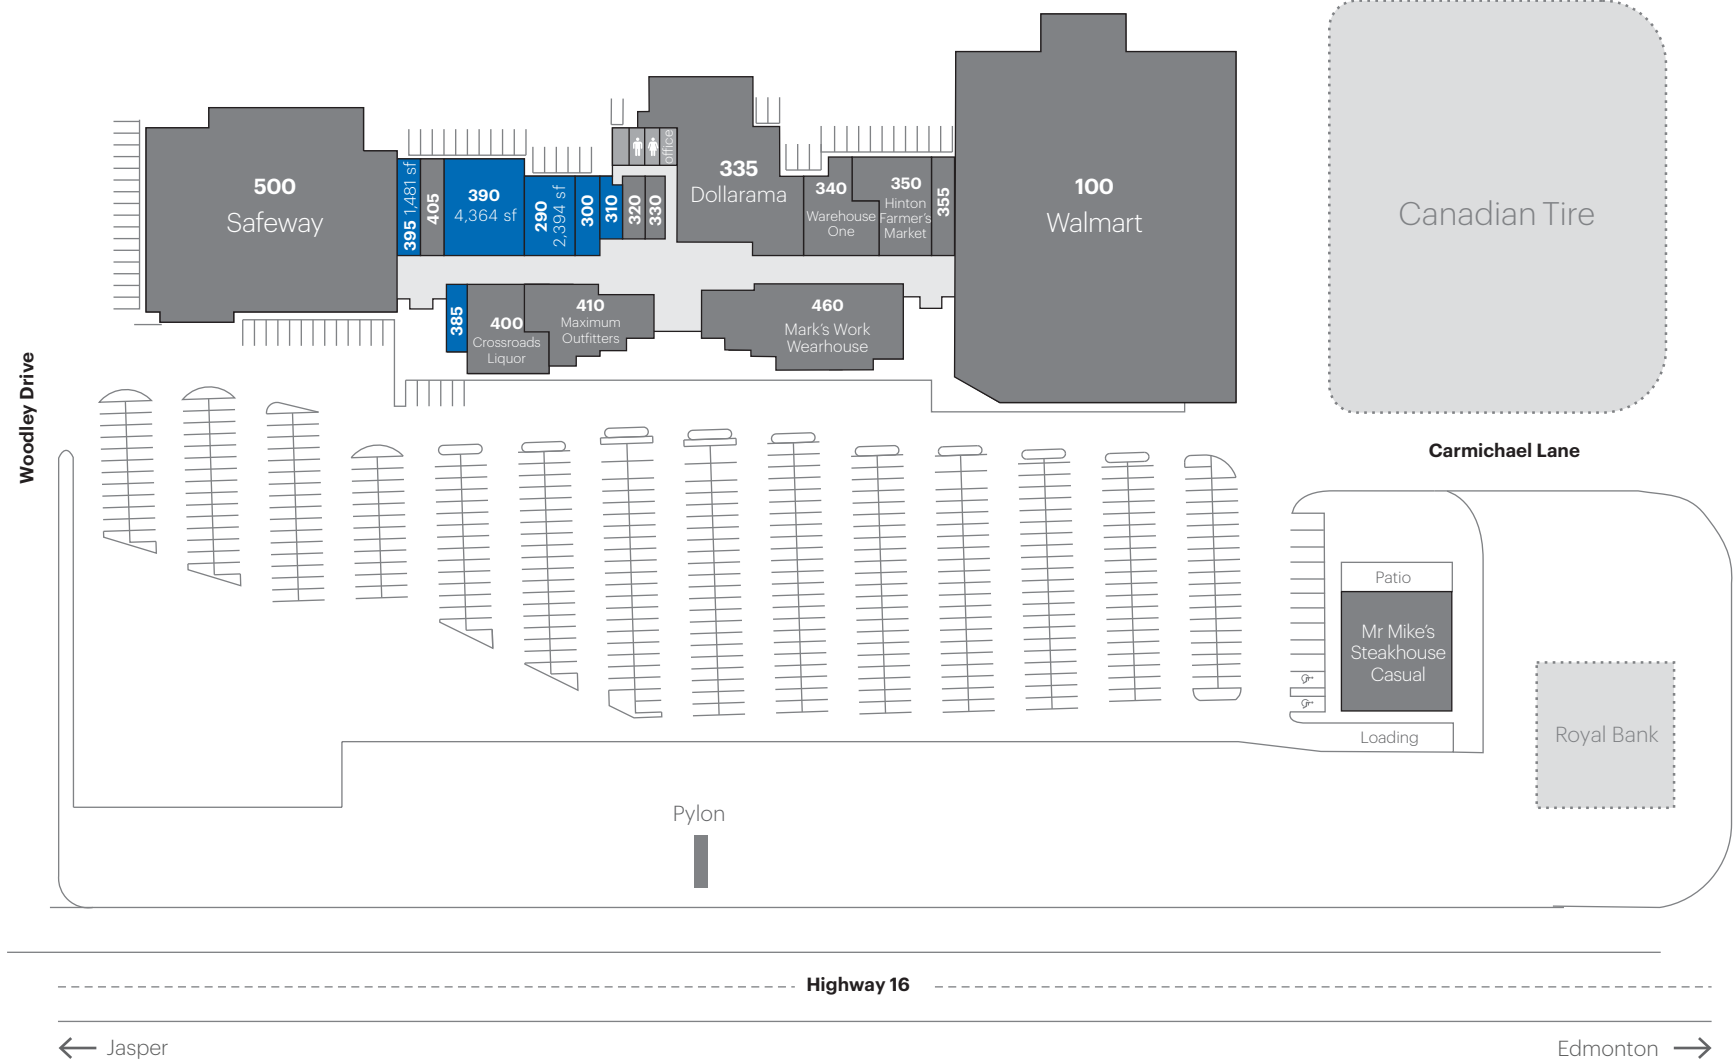 500
Safeway
395 1,481 sf
405
390
4,364 sf
290
2,394 sf
300
310
320
330
office
335
Dollarama
340
Warehouse
One
350
Hinton
Farmer's
Market
355
100
Walmart
Canadian Tire
385
400
Crossroads
Liquor
410
Maximum
Outfitters
460
Mark's Work
Wearhouse
Woodley Drive
Carmichael Lane
Patio
Mr Mike's
Steakhouse
Casual
Loading
Royal Bank
Pylon
Highway 16
Jasper
Edmonton